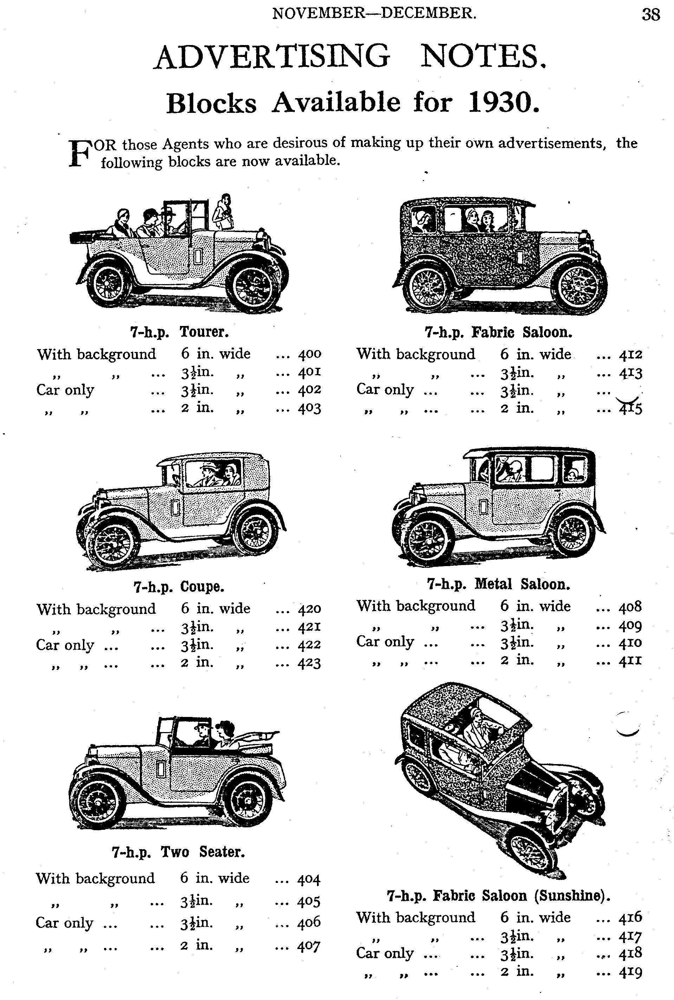 NOVEMBER—DECEMBER.
38
ADVERTISING NOTES.
Blocks Available for 1930.
FOR those Agents who are desirous of making up their own advertisements, the
following blocks are now available.
7-h.p. Tourer.
With background 6 in. wide ... 400
„ „ ... 3½in. „ ... 401
Car only ... 3½in. „ ... 402
„ „ ... 2 in. „ ... 403
7-h.p. Fabric Saloon.
With background 6 in. wide ... 412
„ „ ... 3½in. „ ... 413
Car only ... ... 3½in. „ ...
„ „ ... ... 2 in. „ ... 415
7-h.p. Coupe.
With background 6 in. wide ... 420
„ „ ... 3½in. „ ... 421
Car only ... ... 3½in. „ ... 422
„ „ ... ... 2 in. „ ... 423
7-h.p. Metal Saloon.
With background 6 in. wide ... 408
„ „ ... 3½in. „ ... 409
Car only ... ... 3½in. „ ... 410
„ „ ... ... 2 in. „ ... 411
7-h.p. Two Seater.
With background 6 in. wide ... 404
„ „ ... 3½in. „ ... 405
Car only ... ... 3½in. „ ... 406
„ „ ... ... 2 in. „ ... 407
7-h.p. Fabric Saloon (Sunshine).
With background 6 in. wide ... 416
„ „ ... 3½in. „ ... 417
Car only ... ... 3½in. „ ... 418
„ „ ... ... 2 in. „ ... 419